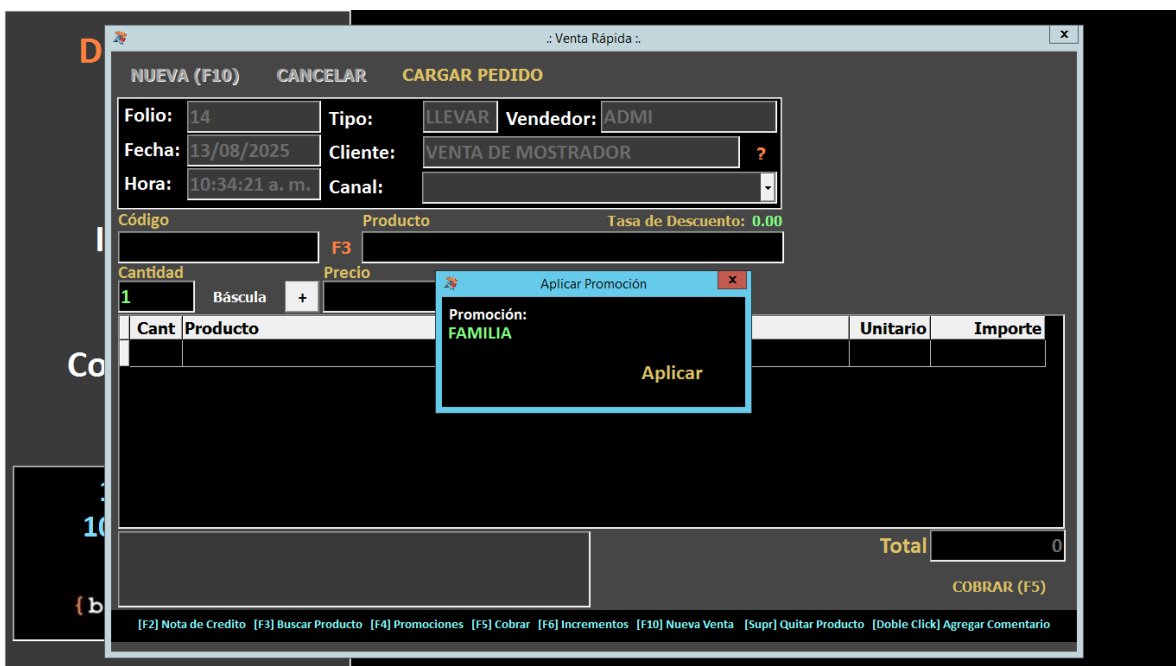 .: Venta Rápida :.
x
NUEVA (F10) CANCELAR CARGAR PEDIDO
Folio: 14 Tipo: LLEVAR Vendedor: ADMI
Fecha: 13/08/2025 Cliente: VENTA DE MOSTRADOR ?
Hora: 10:34:21 a. m. Canal:
Código Producto Tasa de Descuento: 0.00
F3
Cantidad Precio
1 Báscula +
Aplicar Promoción x
Promoción:
FAMILIA
Aplicar
Cant Producto Unitario Importe
Total 0
COBRAR (F5)
[F2] Nota de Credito [F3] Buscar Producto [F4] Promociones [F5] Cobrar [F6] Incrementos [F10] Nueva Venta [Supr] Quitar Producto [Doble Click] Agregar Comentario
D
Co
10
{b